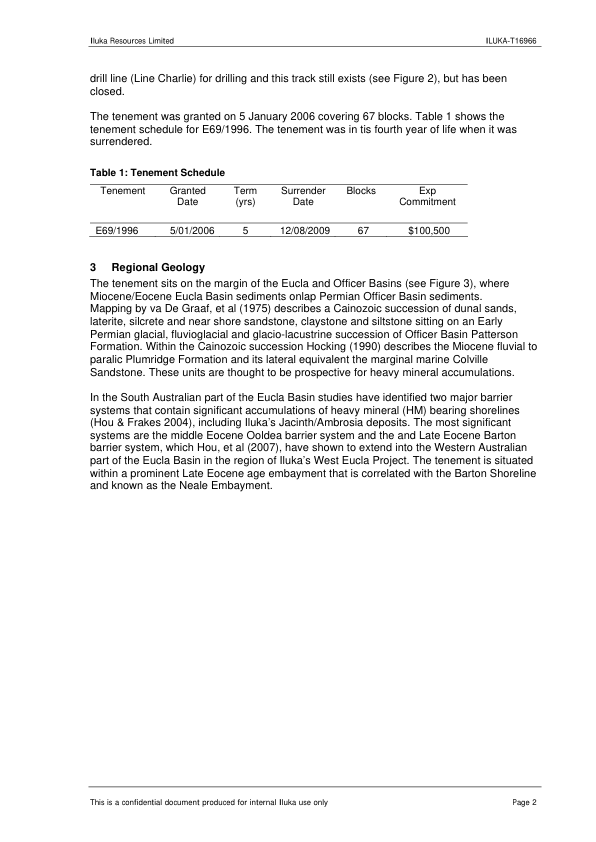 Iluka Resources Limited ILUKA-T16966
drill line (Line Charlie) for drilling and this track still exists (see Figure 2), but has been
closed.
The tenement was granted on 5 January 2006 covering 67 blocks. Table 1 shows the
tenement schedule for E69/1996. The tenement was in tis fourth year of life when it was
surrendered.
Table 1: Tenement Schedule
Tenement Granted Term Surrender Blocks Exp
Date (yrs) Date Commitment
E69/1996 5/01/2006 5 12/08/2009 67 $100,500
3 Regional Geology
The tenement sits on the margin of the Eucla and Officer Basins (see Figure 3), where
Miocene/Eocene Eucla Basin sediments onlap Permian Officer Basin sediments.
Mapping by va De Graaf, et al (1975) describes a Cainozoic succession of dunal sands,
laterite, silcrete and near shore sandstone, claystone and siltstone sitting on an Early
Permian glacial, fluvioglacial and glacio-lacustrine succession of Officer Basin Patterson
Formation. Within the Cainozoic succession Hocking (1990) describes the Miocene fluvial to
paralic Plumridge Formation and its lateral equivalent the marginal marine Colville
Sandstone. These units are thought to be prospective for heavy mineral accumulations.
In the South Australian part of the Eucla Basin studies have identified two major barrier
systems that contain significant accumulations of heavy mineral (HM) bearing shorelines
(Hou & Frakes 2004), including Iluka's Jacinth/Ambrosia deposits. The most significant
systems are the middle Eocene Ooldea barrier system and the and Late Eocene Barton
barrier system, which Hou, et al (2007), have shown to extend into the Western Australian
part of the Eucla Basin in the region of Iluka's West Eucla Project. The tenement is situated
within a prominent Late Eocene age embayment that is correlated with the Barton Shoreline
and known as the Neale Embayment.
This is a confidential document produced for internal Iluka use only Page 2